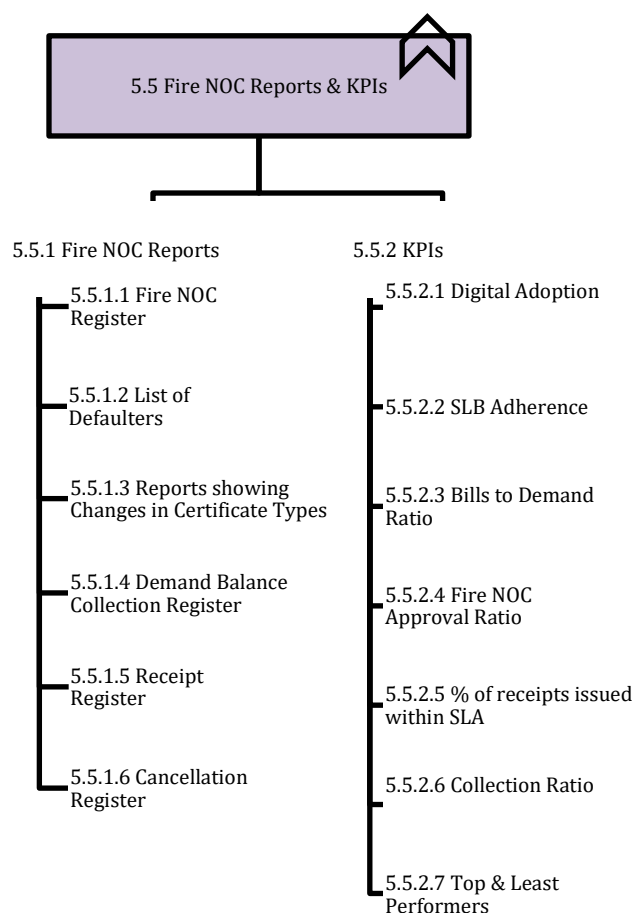 5.5 Fire NOC Reports & KPIs
5.5.1 Fire NOC Reports
5.5.1.1 Fire NOC
Register
5.5.1.2 List of
Defaulters
5.5.1.3 Reports showing
Changes in Certificate Types
5.5.1.4 Demand Balance
Collection Register
5.5.1.5 Receipt
Register
5.5.1.6 Cancellation
Register
5.5.2 KPIs
5.5.2.1 Digital Adoption
5.5.2.2 SLB Adherence
5.5.2.3 Bills to Demand
Ratio
5.5.2.4 Fire NOC
Approval Ratio
5.5.2.5 % of receipts issued
within SLA
5.5.2.6 Collection Ratio
5.5.2.7 Top & Least
Performers